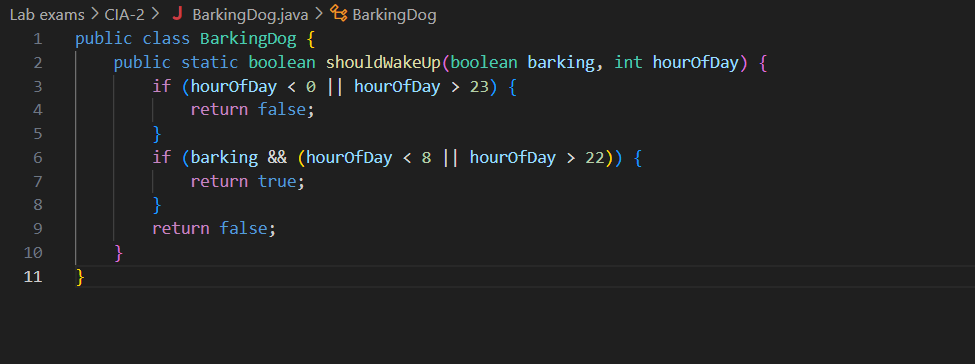 Lab exams > CIA-2 > J BarkingDog.java > BarkingDog
1 public class BarkingDog {
2     public static boolean shouldWakeUp(boolean barking, int hourOfDay) {
3         if (hourOfDay < 0 || hourOfDay > 23) {
4             return false;
5         }
6         if (barking && (hourOfDay < 8 || hourOfDay > 22)) {
7             return true;
8         }
9         return false;
10     }
11 }